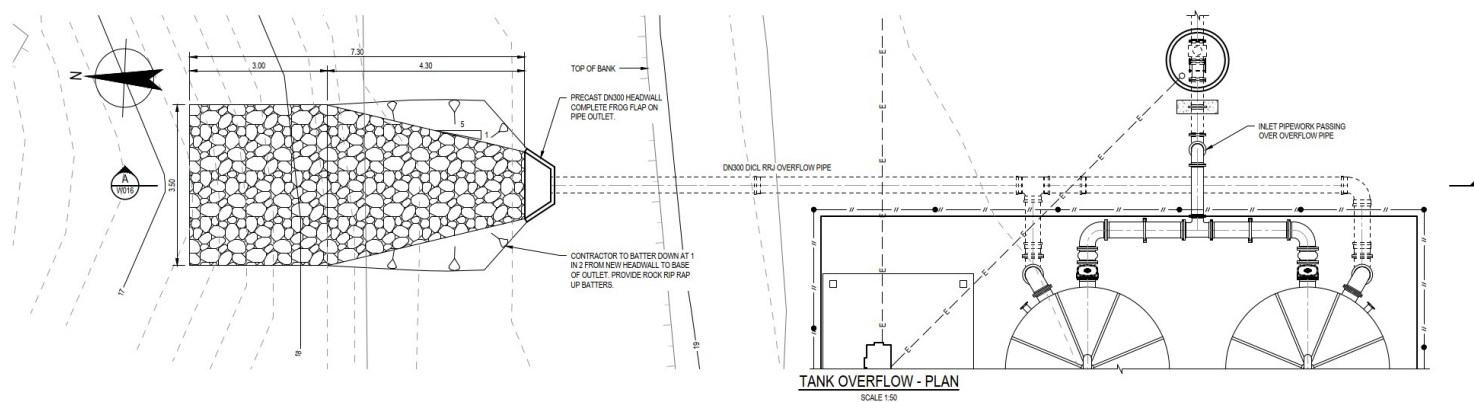 7.30
3.00
4.30
N
TOP OF BANK
PRECAST DN300 HEADWALL
COMPLETE FROG FLAP ON
PIPE OUTLET.
5
1
A
W016
3.50
DN300 DICL RRJ OVERFLOW PIPE
INLET PIPEWORK PASSING
OVER OVERFLOW PIPE
CONTRACTOR TO BATTER DOWN AT 1
IN 2 FROM NEW HEADWALL TO BASE
OF OUTLET. PROVIDE ROCK RIP RAP
UP BATTERS.
17
18
19
E
E
E
E
E
E
E
TANK OVERFLOW - PLAN
SCALE 1:50